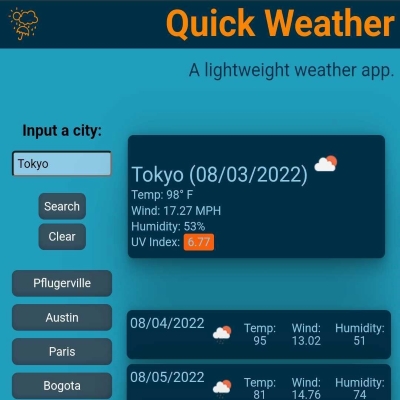 Quick Weather
A lightweight weather app.
Input a city:
Tokyo
Search
Clear
Pflugerville
Austin
Paris
Bogota
Tokyo (08/03/2022)
Temp: 98° F
Wind: 17.27 MPH
Humidity: 53%
UV Index: 6.77
08/04/2022
Temp: 95
Wind: 13.02
Humidity: 51
08/05/2022
Temp: 81
Wind: 14.76
Humidity: 74